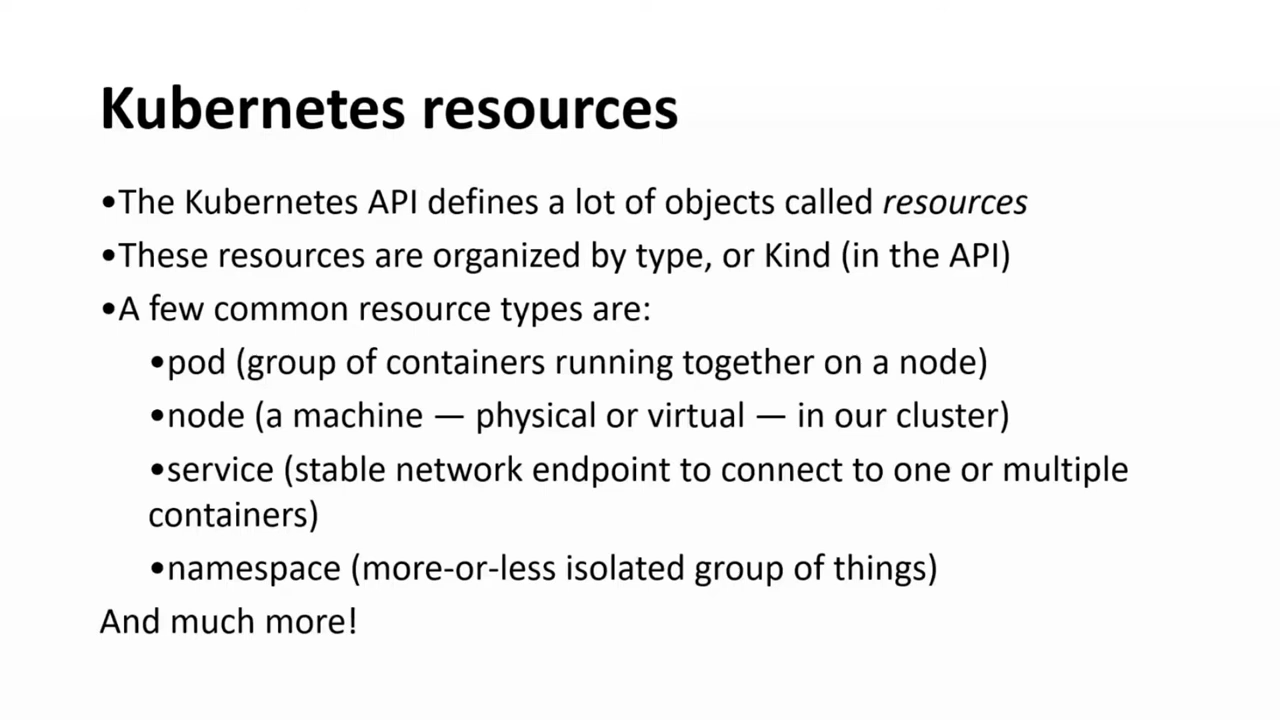 Kubernetes resources
•The Kubernetes API defines a lot of objects called resources
•These resources are organized by type, or Kind (in the API)
•A few common resource types are:
•pod (group of containers running together on a node)
•node (a machine — physical or virtual — in our cluster)
•service (stable network endpoint to connect to one or multiple
containers)
•namespace (more-or-less isolated group of things)
And much more!